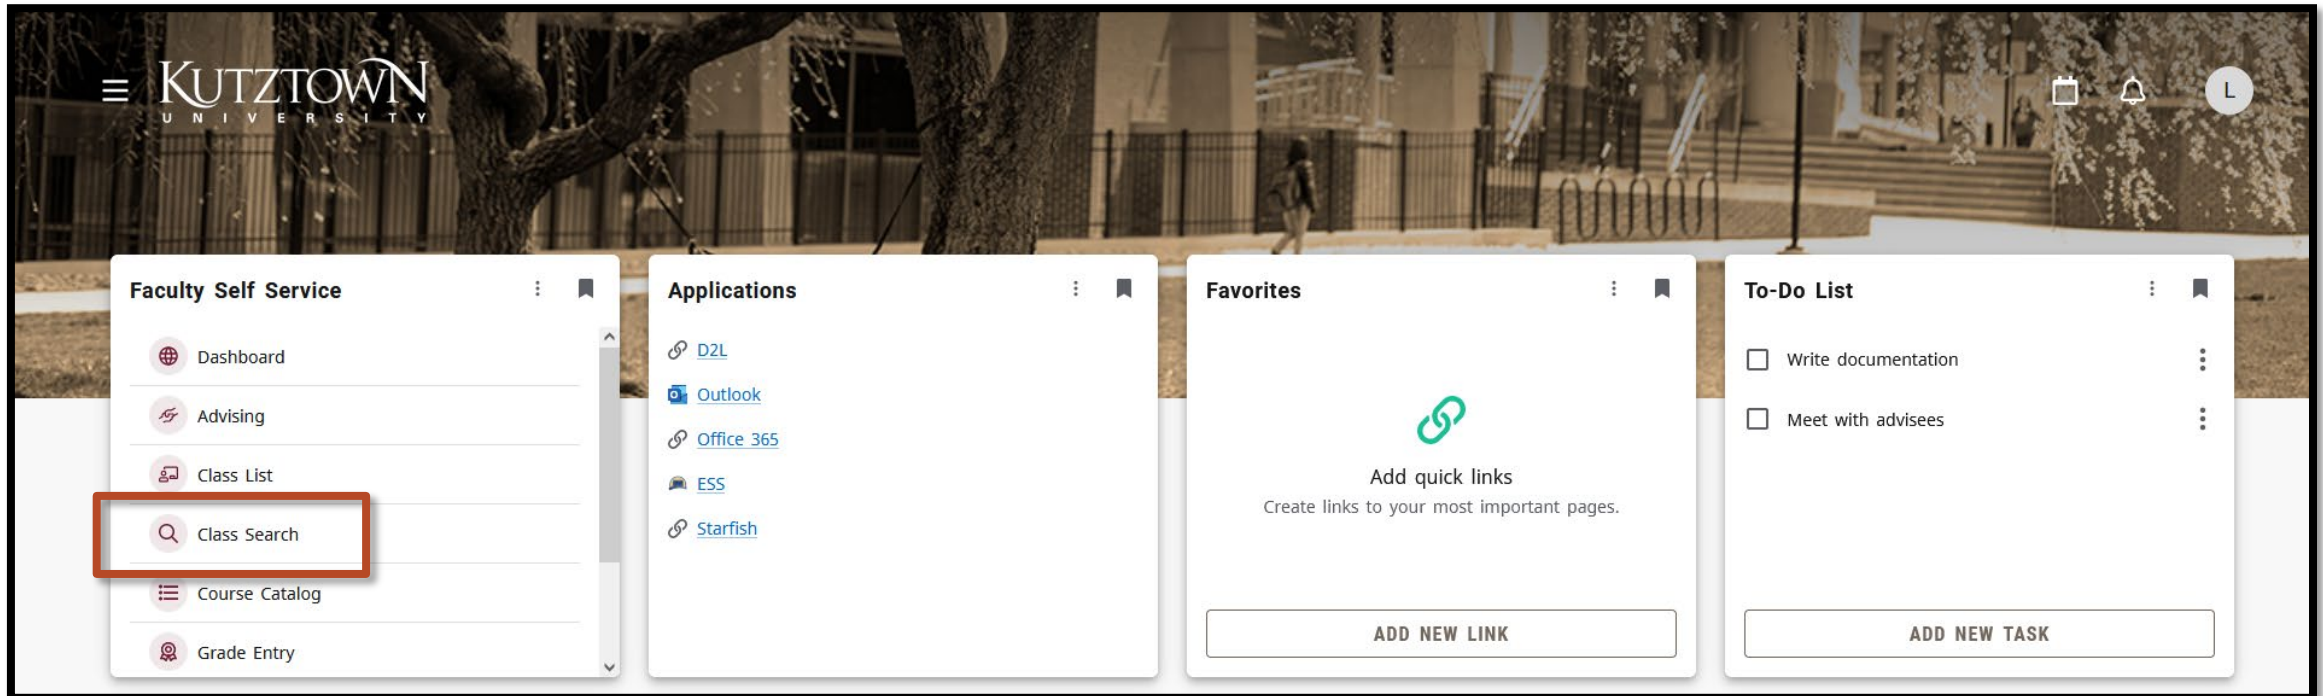 KUTZTOWN
UNIVERSITY
L
Faculty Self Service
Dashboard
Advising
Class List
Class Search
Course Catalog
Grade Entry
Applications
D2L
Outlook
Office 365
ESS
Starfish
Favorites
Add quick links
Create links to your most important pages.
ADD NEW LINK
To-Do List
Write documentation
Meet with advisees
ADD NEW TASK